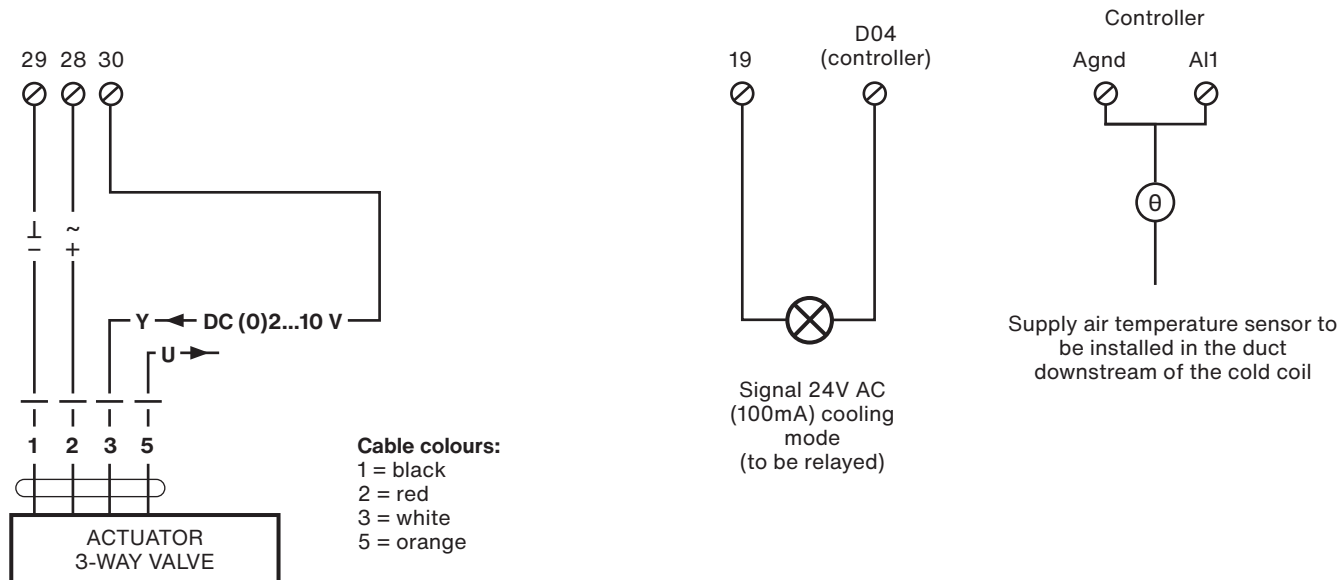 29 28 30
⊥ ~
− +
Y DC (0)2...10 V
U
1 2 3 5
ACTUATOR
3-WAY VALVE
Cable colours:
1 = black
2 = red
3 = white
5 = orange
19
D04
(controller)
Signal 24V AC
(100mA) cooling
mode
(to be relayed)
Controller
Agnd AI1
θ
Supply air temperature sensor to
be installed in the duct
downstream of the cold coil